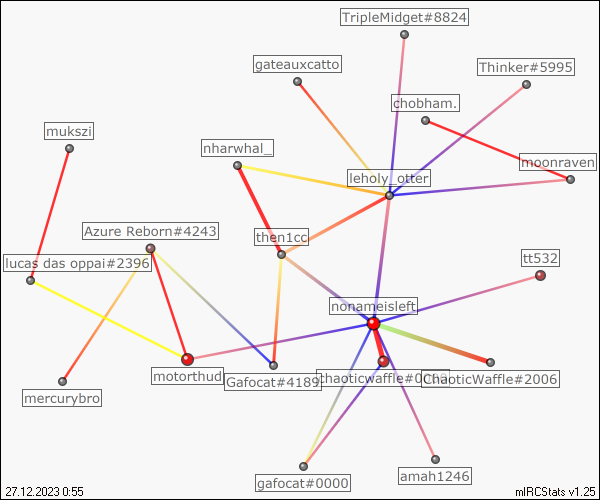 TripleMidget#8824
gateauxcatto
Thinker#5995
chobham.
mukszi
nharwhal_
moonraven
leholy_otter
Azure Reborn#4243
then1cc
lucas das oppai#2396
tt532
nonameisleft
motorthud
Gafocat#4189
chaoticwaffle#0
ChaoticWaffle#2006
mercurybro
gafocat#0000
amah1246
27.12.2023 0:55
mIRCStats v1.25